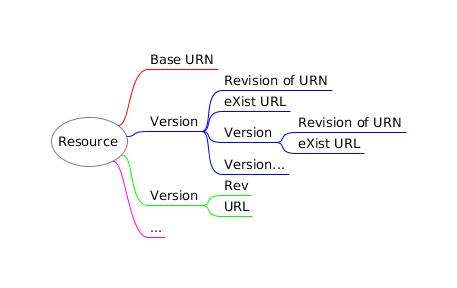 Resource
Base URN
Version
Revision of URN
eXist URL
Version
Revision of URN
eXist URL
Version...
Version
Rev
URL
...